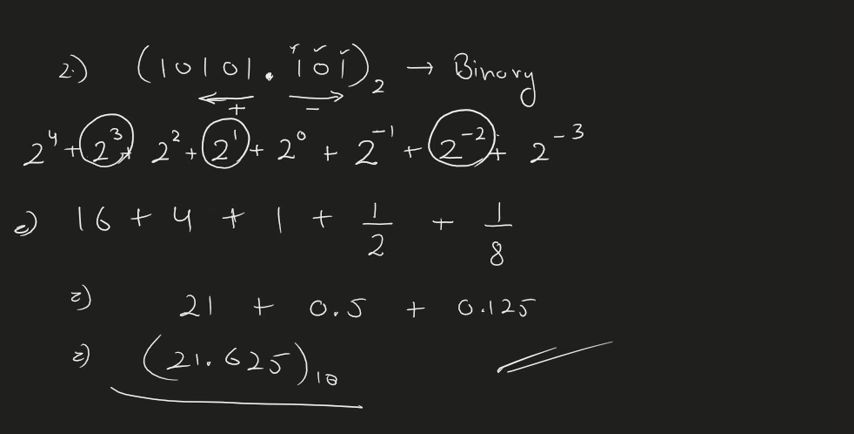 2.) (10101.101)₂ → Binary
+ −
2⁴ + 2³ + 2² + 2¹ + 2⁰ + 2⁻¹ + 2⁻² + 2⁻³
⇒) 16 + 4 + 1 + 1/2 + 1/8
⇒) 21 + 0.5 + 0.125
⇒) (21.625)₁₀